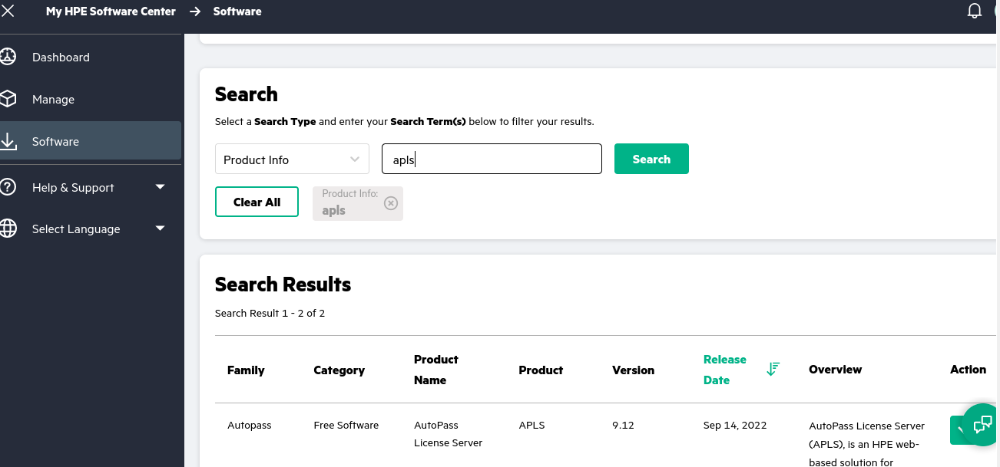 My HPE Software Center → Software
Dashboard
Manage
Software
Help & Support
Select Language
Search
Select a Search Type and enter your Search Term(s) below to filter your results.
Product Info
apls
Search
Clear All
Product Info:
apls
Search Results
Search Result 1 - 2 of 2
Family Category Product Name Product Version Release Date Overview Action
Autopass Free Software AutoPass License Server APLS 9.12 Sep 14, 2022 AutoPass License Server
(APLS), is an HPE web-
based solution for